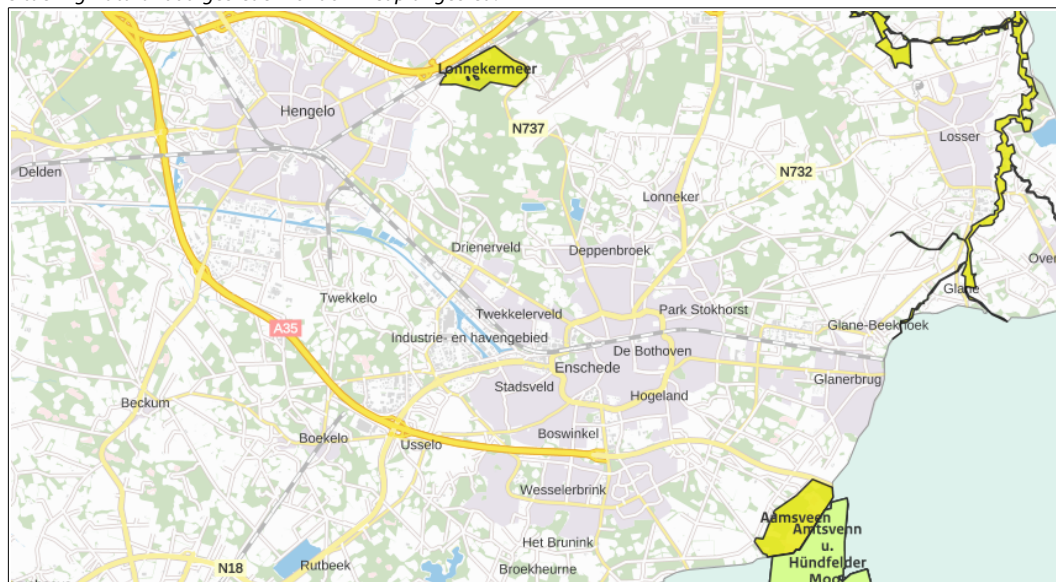 Lonnekermeer
Hengelo
N737
Losser
Delden
N732
Lonneker
Drienerveld
Deppenbroek
Over
Glane
Twekkelo
Twekkelerveld
Park Stokhorst
A35
Industrie- en havengebied
Glane-Beekhoek
De Bothoven
Enschede
Stadsveld
Glanerbrug
Hogeland
Beckum
Boekelo
Usselo
Boswinkel
Wesselerbrink
Aamsveen
Amtsvenn
u.
Hündfelder
Moor
Het Brunink
N18
Rutbeek
Broekheurne